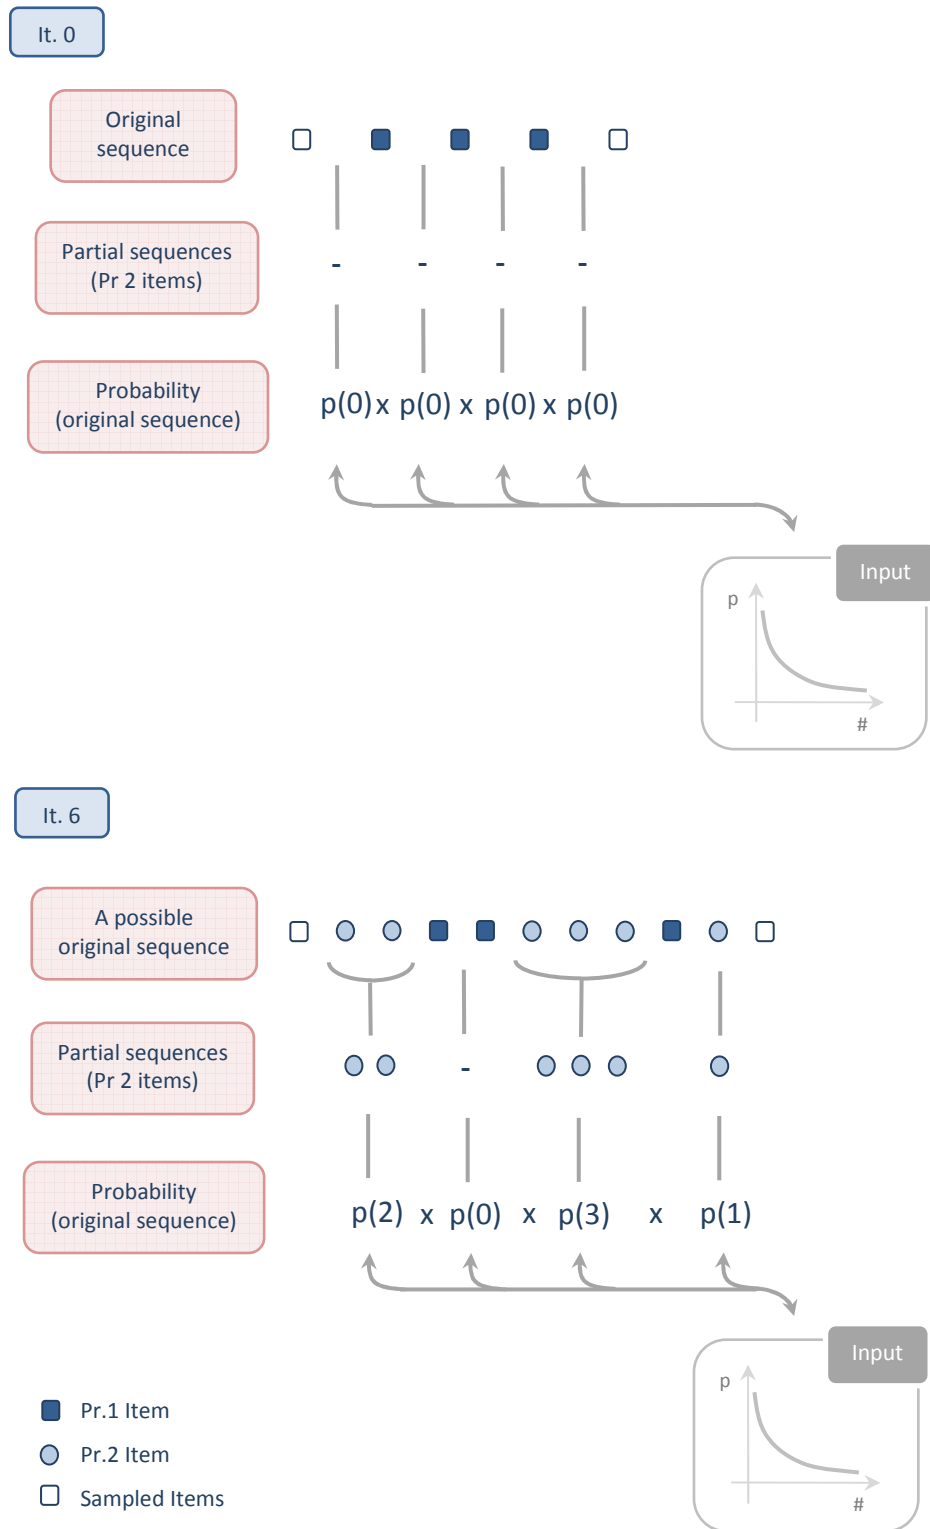 It. 0
Original
sequence
Partial sequences
(Pr 2 items)
- - - -
Probability
(original sequence)
p(0) x p(0) x p(0) x p(0)
Input
p
#
It. 6
A possible
original sequence
Partial sequences
(Pr 2 items)
-
Probability
(original sequence)
p(2) x p(0) x p(3) x p(1)
Input
p
#
Pr.1 Item
Pr.2 Item
Sampled Items